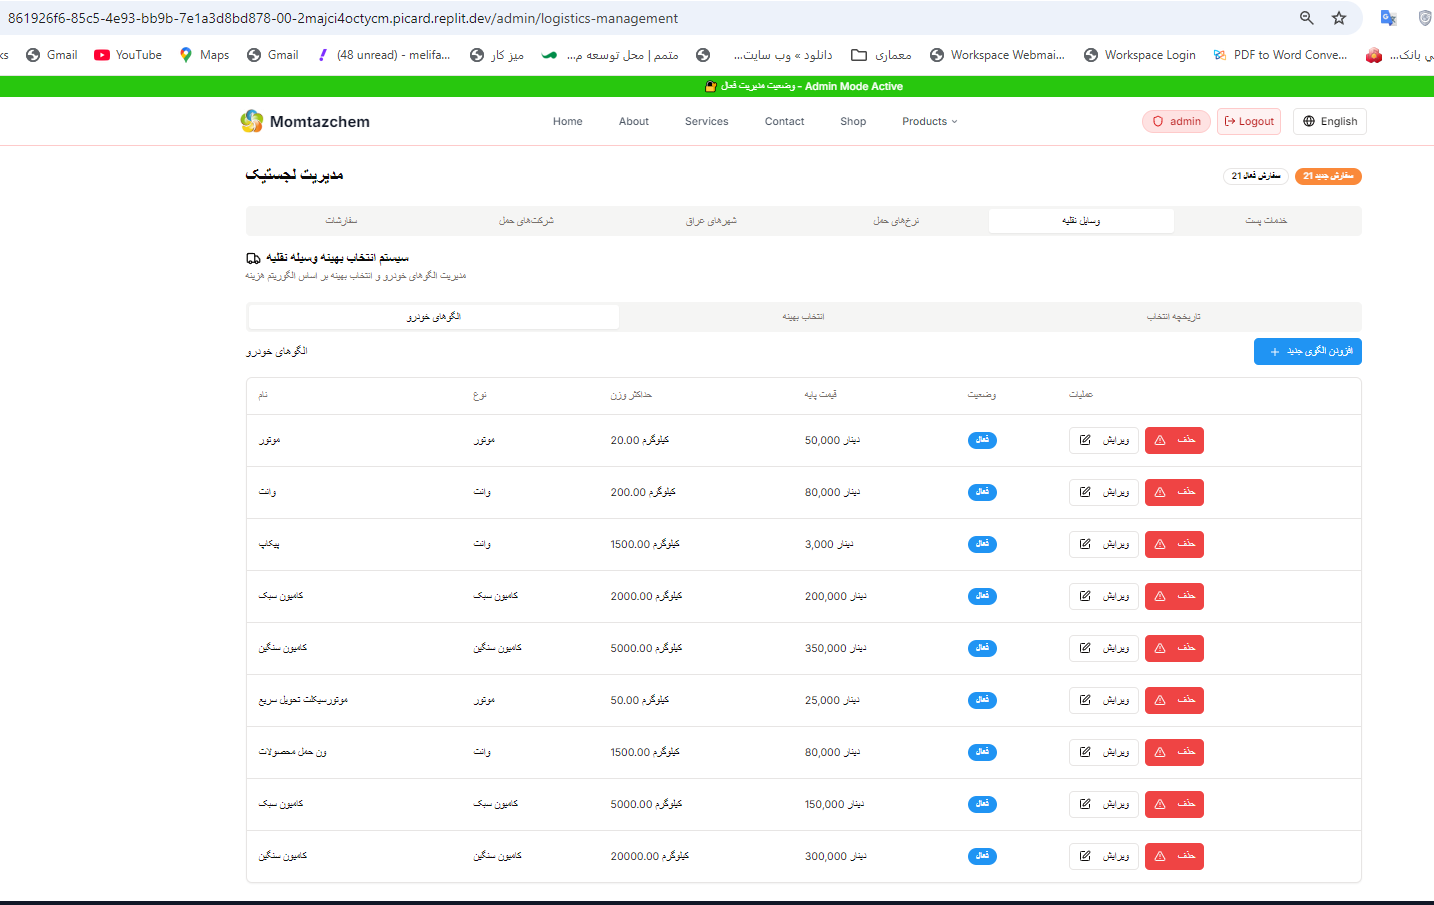 861926f6-85c5-4e93-bb9b-7e1a3d8bd878-00-2majci4octycm.picard.replit.dev/admin/logistics-management
ks Gmail YouTube Maps Gmail (48 unread) - melifa... میز کار متمم | محل توسعه م... دانلود » وب سایت... معماری Workspace Webmai... Workspace Login PDF to Word Conve... ي بانک...
وضعیت مدیریت فعال - Admin Mode Active
Momtazchem Home About Services Contact Shop Products admin Logout English
مدیریت لجستیک 21 سفارش فعال 21 سفارش جدید
سفارشات شرکت‌های حمل شهرهای عراق نرخ‌های حمل وسایل نقلیه خدمات پست
سیستم انتخاب بهینه وسیله نقلیه
مدیریت الگوهای خودرو و انتخاب بهینه بر اساس الگوریتم هزینه
الگوهای خودرو انتخاب بهینه تاریخچه انتخاب
الگوهای خودرو افزودن الگوی جدید
نام نوع حداکثر وزن قیمت پایه وضعیت عملیات
موتور موتور 20.00 کیلوگرم 50,000 دینار فعال ویرایش حذف
وانت وانت 200.00 کیلوگرم 80,000 دینار فعال ویرایش حذف
پیکاپ وانت 1500.00 کیلوگرم 3,000 دینار فعال ویرایش حذف
کامیون سبک کامیون سبک 2000.00 کیلوگرم 200,000 دینار فعال ویرایش حذف
کامیون سنگین کامیون سنگین 5000.00 کیلوگرم 350,000 دینار فعال ویرایش حذف
موتورسیکلت تحویل سریع موتور 50.00 کیلوگرم 25,000 دینار فعال ویرایش حذف
ون حمل محصولات وانت 1500.00 کیلوگرم 80,000 دینار فعال ویرایش حذف
کامیون سبک کامیون سبک 5000.00 کیلوگرم 150,000 دینار فعال ویرایش حذف
کامیون سنگین کامیون سنگین 20000.00 کیلوگرم 300,000 دینار فعال ویرایش حذف